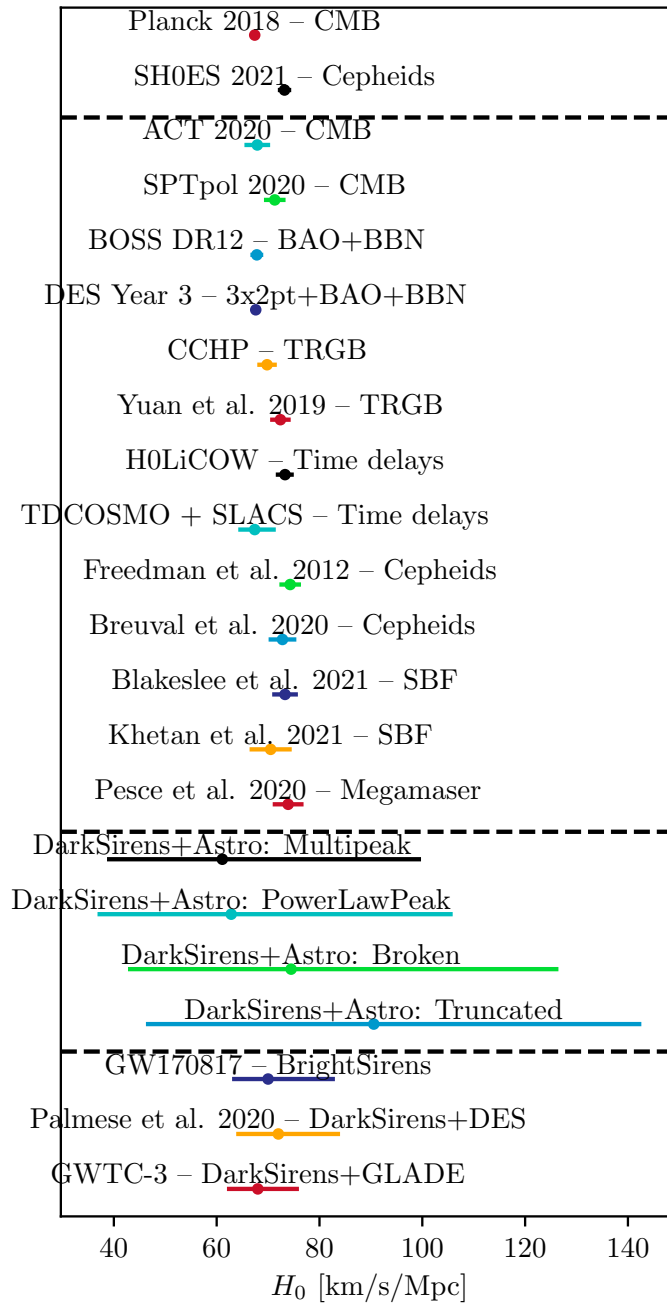 Planck 2018 – CMB
SH0ES 2021 – Cepheids
ACT 2020 – CMB
SPTpol 2020 – CMB
BOSS DR12 – BAO+BBN
DES Year 3 – 3x2pt+BAO+BBN
CCHP – TRGB
Yuan et al. 2019 – TRGB
H0LiCOW – Time delays
TDCOSMO + SLACS – Time delays
Freedman et al. 2012 – Cepheids
Breuval et al. 2020 – Cepheids
Blakeslee et al. 2021 – SBF
Khetan et al. 2021 – SBF
Pesce et al. 2020 – Megamaser
DarkSirens+Astro: Multipeak
DarkSirens+Astro: PowerLawPeak
DarkSirens+Astro: Broken
DarkSirens+Astro: Truncated
GW170817 – BrightSirens
Palmese et al. 2020 – DarkSirens+DES
GWTC-3 – DarkSirens+GLADE
40 60 80 100 120 140
H₀ [km/s/Mpc]